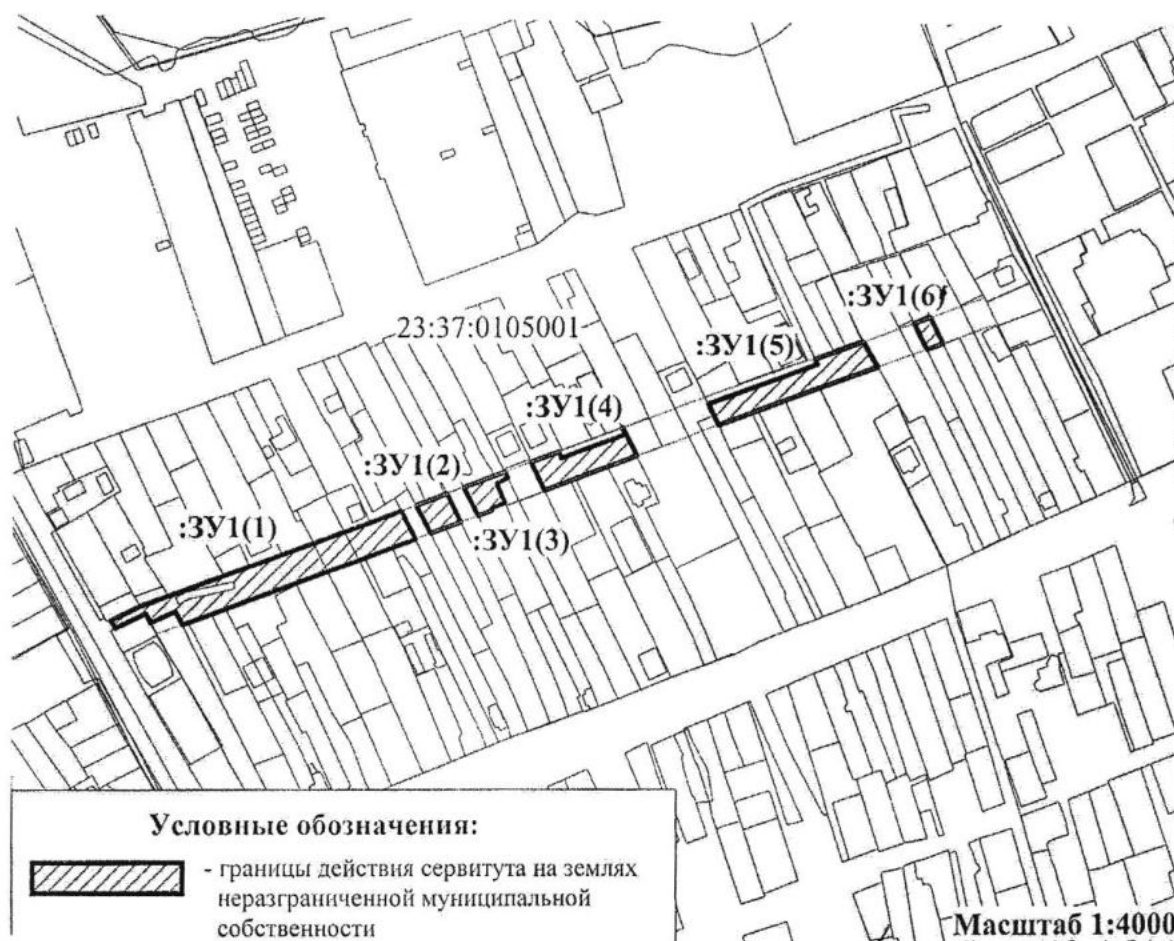 :ЗУ1(6)
23:37:0105001
:ЗУ1(5)
:ЗУ1(4)
:ЗУ1(2)
:ЗУ1(1)
:ЗУ1(3)
Условные обозначения:
- границы действия сервитута на землях
неразграниченной муниципальной
собственности
Масштаб 1:4000